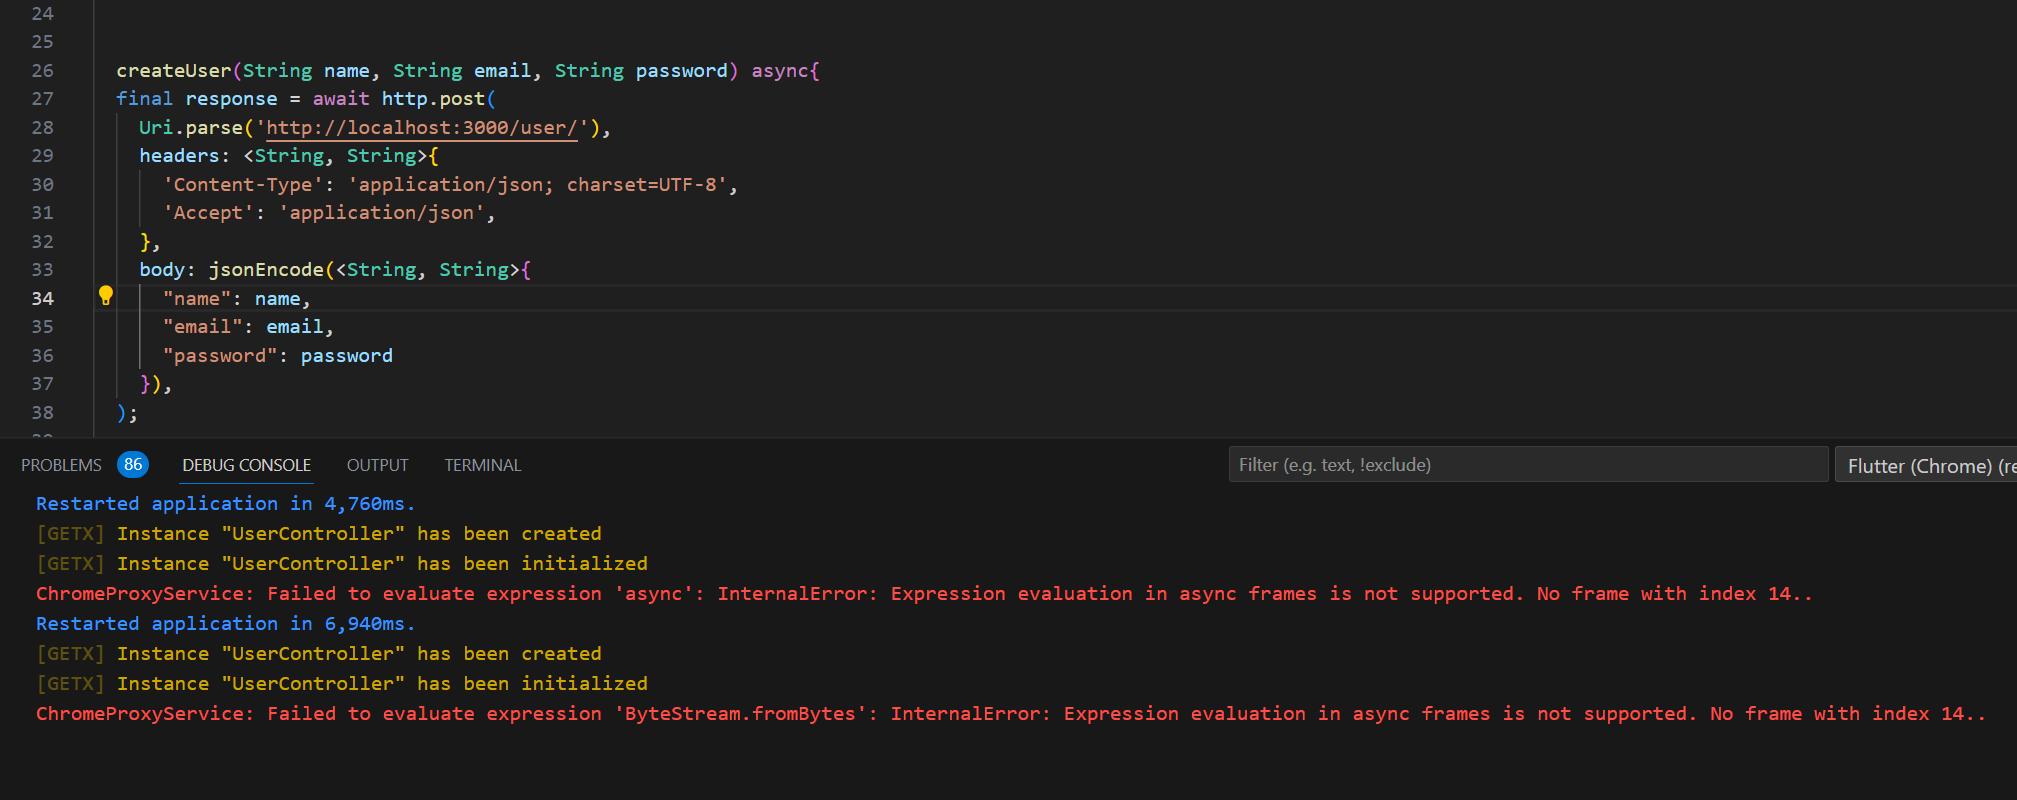 24
25
26 createUser(String name, String email, String password) async{
27 final response = await http.post(
28 Uri.parse('http://localhost:3000/user/'),
29 headers: <String, String>{
30 'Content-Type': 'application/json; charset=UTF-8',
31 'Accept': 'application/json',
32 },
33 body: jsonEncode(<String, String>{
34 "name": name,
35 "email": email,
36 "password": password
37 }),
38 );
PROBLEMS 86 DEBUG CONSOLE OUTPUT TERMINAL Filter (e.g. text, !exclude) Flutter (Chrome) (re
Restarted application in 4,760ms.
[GETX] Instance "UserController" has been created
[GETX] Instance "UserController" has been initialized
ChromeProxyService: Failed to evaluate expression 'async': InternalError: Expression evaluation in async frames is not supported. No frame with index 14..
Restarted application in 6,940ms.
[GETX] Instance "UserController" has been created
[GETX] Instance "UserController" has been initialized
ChromeProxyService: Failed to evaluate expression 'ByteStream.fromBytes': InternalError: Expression evaluation in async frames is not supported. No frame with index 14..